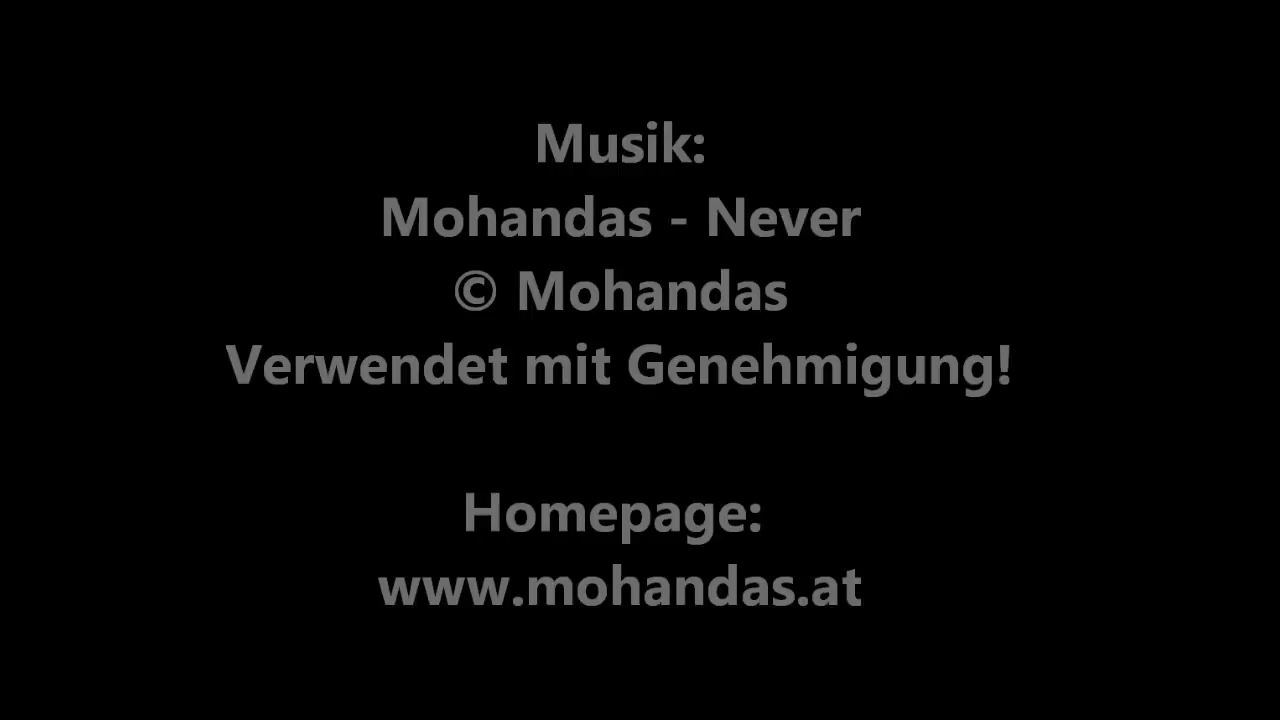 Musik:
Mohandas - Never
© Mohandas
Verwendet mit Genehmigung!
Homepage:
www.mohandas.at